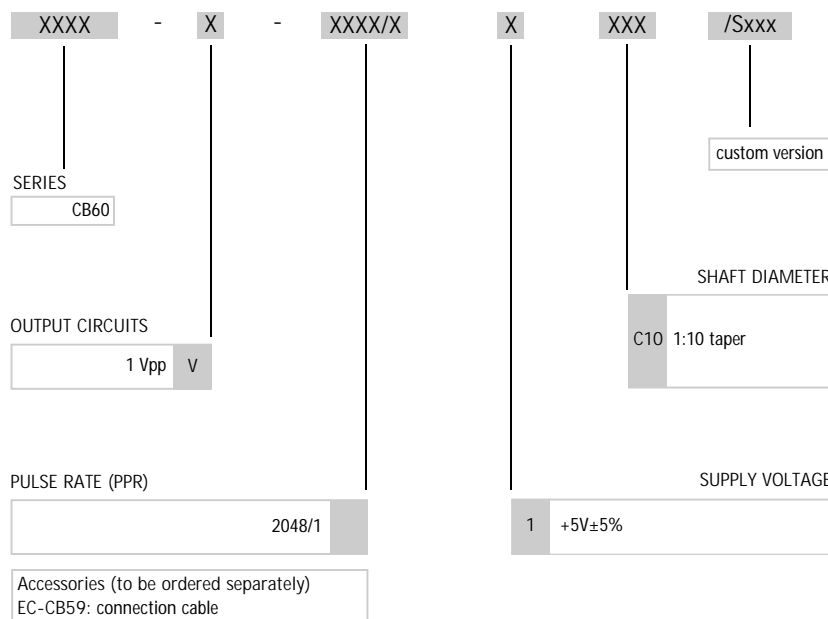 XXXX - X - XXXX/X X XXX /Sxxx
custom version
SERIES
CB60
SHAFT DIAMETER
C10 1:10 taper
OUTPUT CIRCUITS
1 Vpp V
PULSE RATE (PPR)
2048/1
SUPPLY VOLTAGE
1 +5V±5%
Accessories (to be ordered separately)
EC-CB59: connection cable